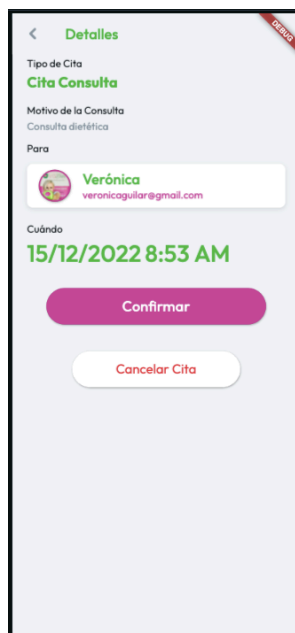 Detalles
DEBUG
Tipo de Cita
Cita Consulta
Motivo de la Consulta
Consulta dietética
Para
Verónica
veronicaguilar@gmail.com
Cuándo
15/12/2022 8:53 AM
Confirmar
Cancelar Cita